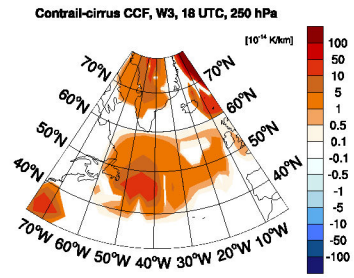 Contrail-cirrus CCF, W3, 18 UTC, 250 hPa
[10⁻¹⁴ K/km]
70°N
70°N
60°N
60°N
50°N
50°N
40°N
40°N
70°W 60°W 50°W 40°W 30°W 20°W 10°W
100
50
10
5
1
0.5
0.1
-0.1
-0.5
-1
-5
-10
-50
-100